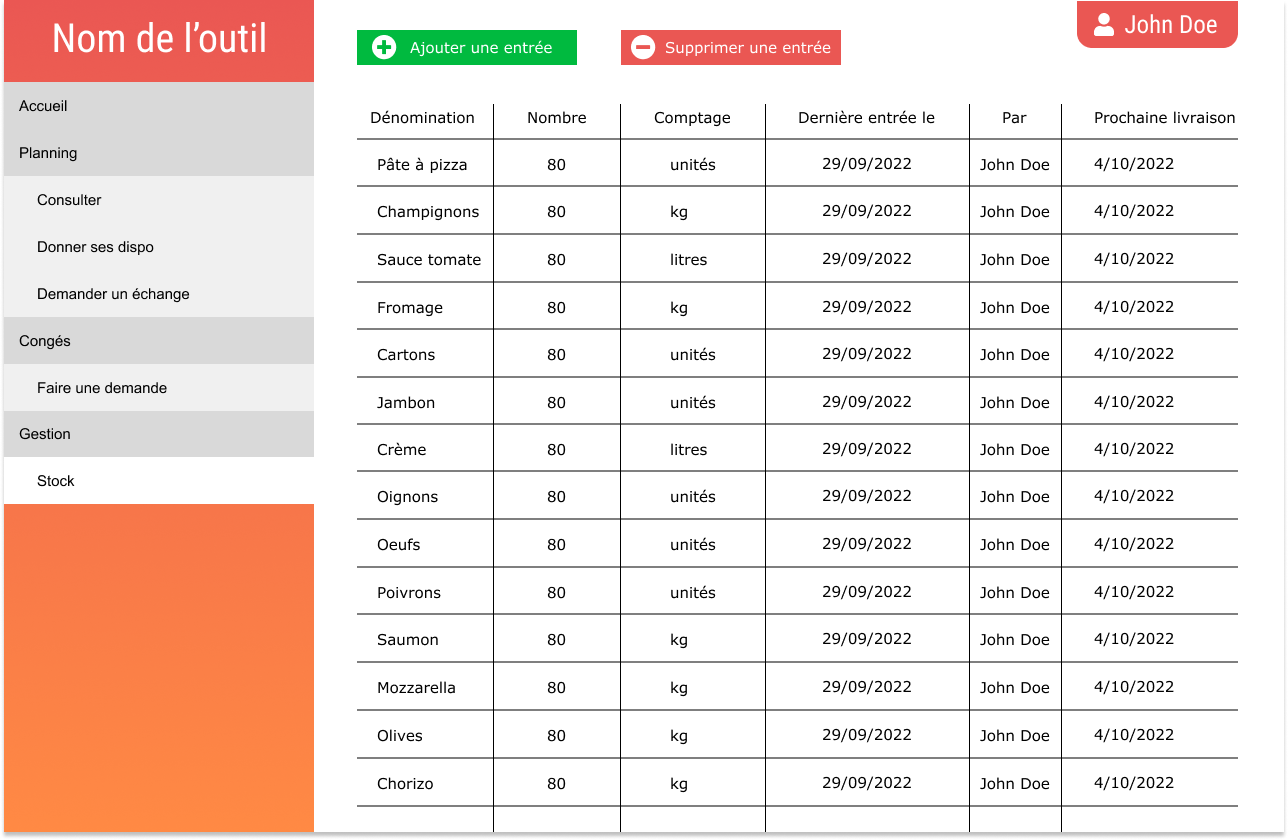 Nom de l’outil
Accueil
Planning
Consulter
Donner ses dispo
Demander un échange
Congés
Faire une demande
Gestion
Stock
Ajouter une entrée
Supprimer une entrée
John Doe
Dénomination Nombre Comptage Dernière entrée le Par Prochaine livraison
Pâte à pizza 80 unités 29/09/2022 John Doe 4/10/2022
Champignons 80 kg 29/09/2022 John Doe 4/10/2022
Sauce tomate 80 litres 29/09/2022 John Doe 4/10/2022
Fromage 80 kg 29/09/2022 John Doe 4/10/2022
Cartons 80 unités 29/09/2022 John Doe 4/10/2022
Jambon 80 unités 29/09/2022 John Doe 4/10/2022
Crème 80 litres 29/09/2022 John Doe 4/10/2022
Oignons 80 unités 29/09/2022 John Doe 4/10/2022
Oeufs 80 unités 29/09/2022 John Doe 4/10/2022
Poivrons 80 unités 29/09/2022 John Doe 4/10/2022
Saumon 80 kg 29/09/2022 John Doe 4/10/2022
Mozzarella 80 kg 29/09/2022 John Doe 4/10/2022
Olives 80 kg 29/09/2022 John Doe 4/10/2022
Chorizo 80 kg 29/09/2022 John Doe 4/10/2022